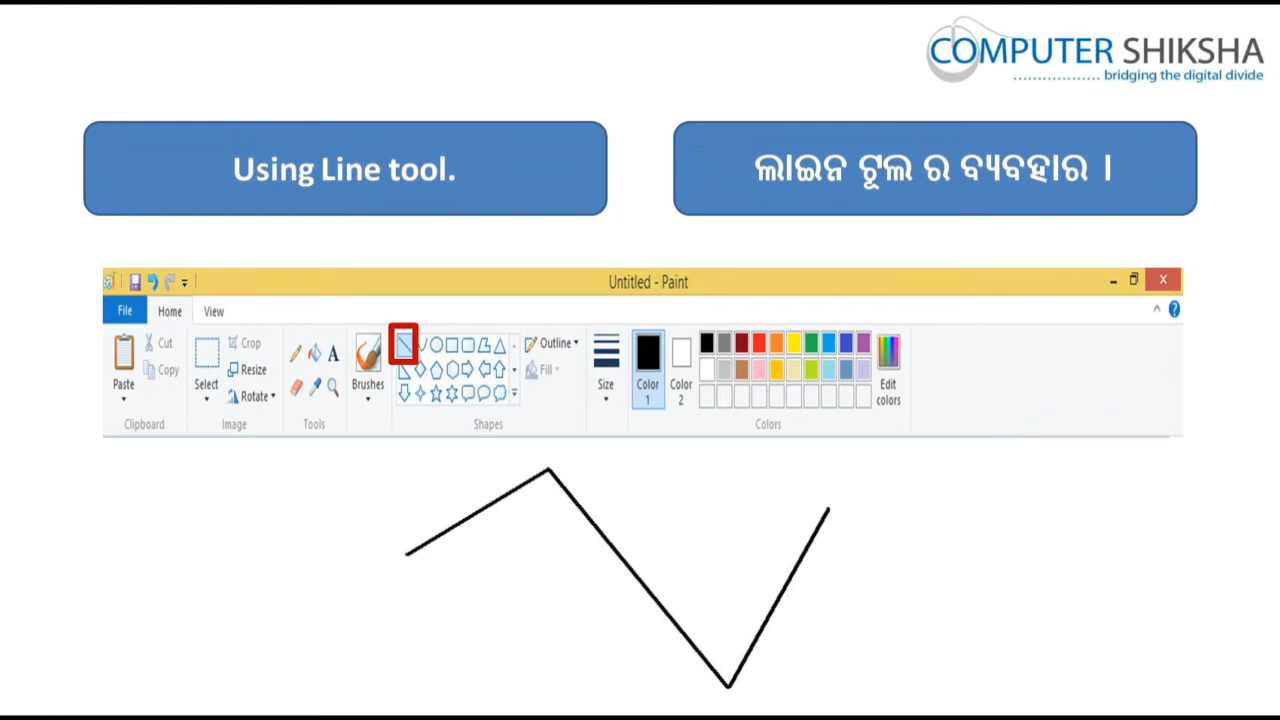 COMPUTER SHIKSHA
bridging the digital divide
Using Line tool.
ଲାଇନ ଟୁଲ ର ବ୍ୟବହାର ।
Untitled - Paint
File Home View
Cut
Copy
Paste
Clipboard
Crop
Resize
Rotate
Select
Image
A
Tools
Brushes
Outline
Fill
Shapes
Size
Color 1
Color 2
Edit colors
Colors